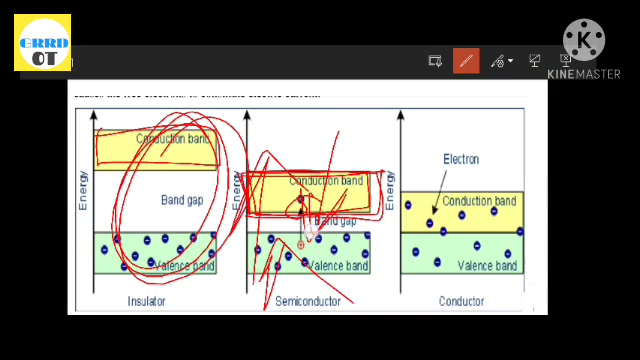 GRRD
OT
K
KINEMASTER
Conduction band
Energy
Band gap
Valence band
Insulator
Energy
Conduction band
Band gap
Valence band
Semiconductor
Energy
Electron
Conduction band
Valence band
Conductor